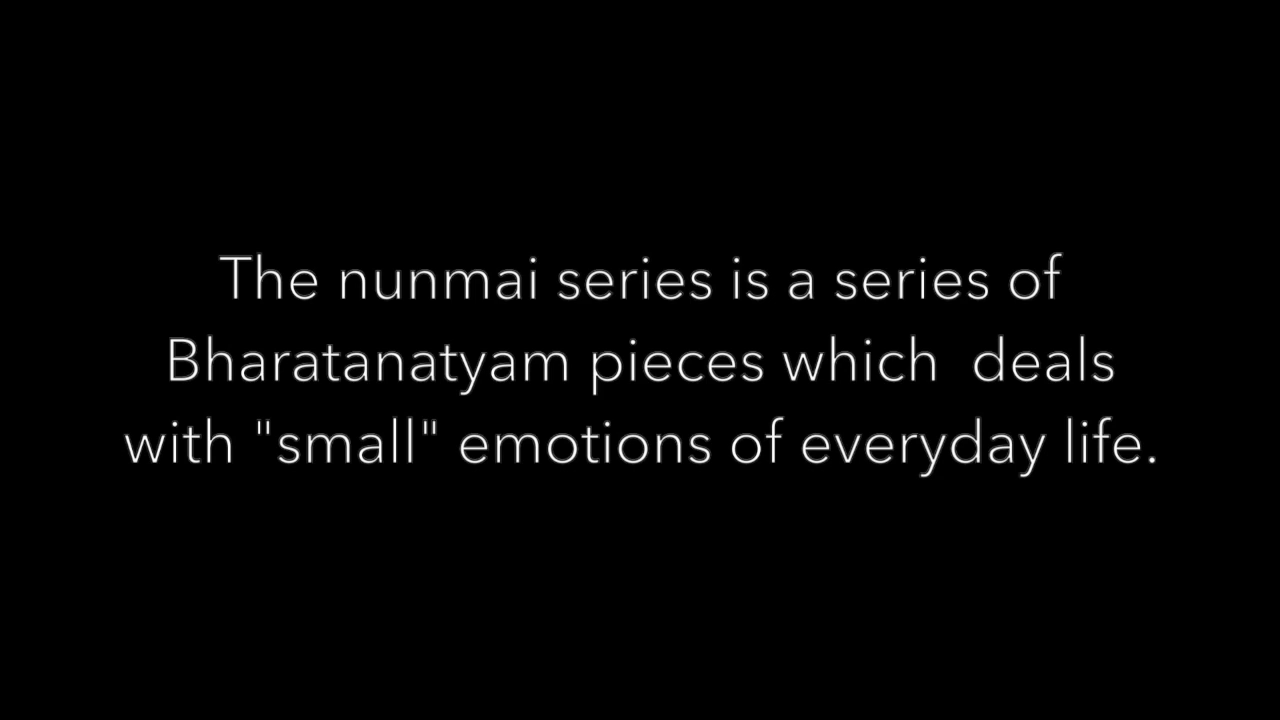 The nunmai series is a series of
Bharatanatyam pieces which  deals
with "small" emotions of everyday life.